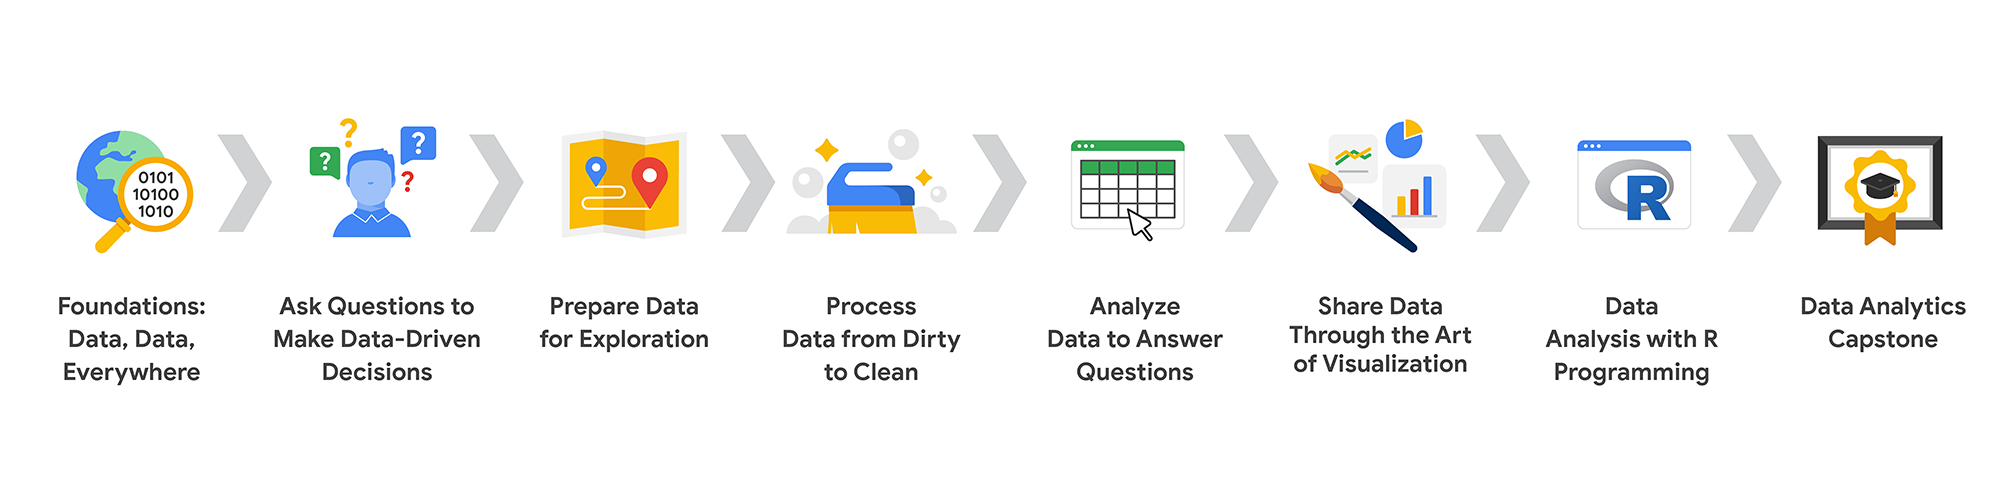 0101
10100
1010
?
?
?
?
R
Foundations:
Data, Data,
Everywhere
Ask Questions to
Make Data-Driven
Decisions
Prepare Data
for Exploration
Process
Data from Dirty
to Clean
Analyze
Data to Answer
Questions
Share Data
Through the Art
of Visualization
Data
Analysis with R
Programming
Data Analytics
Capstone